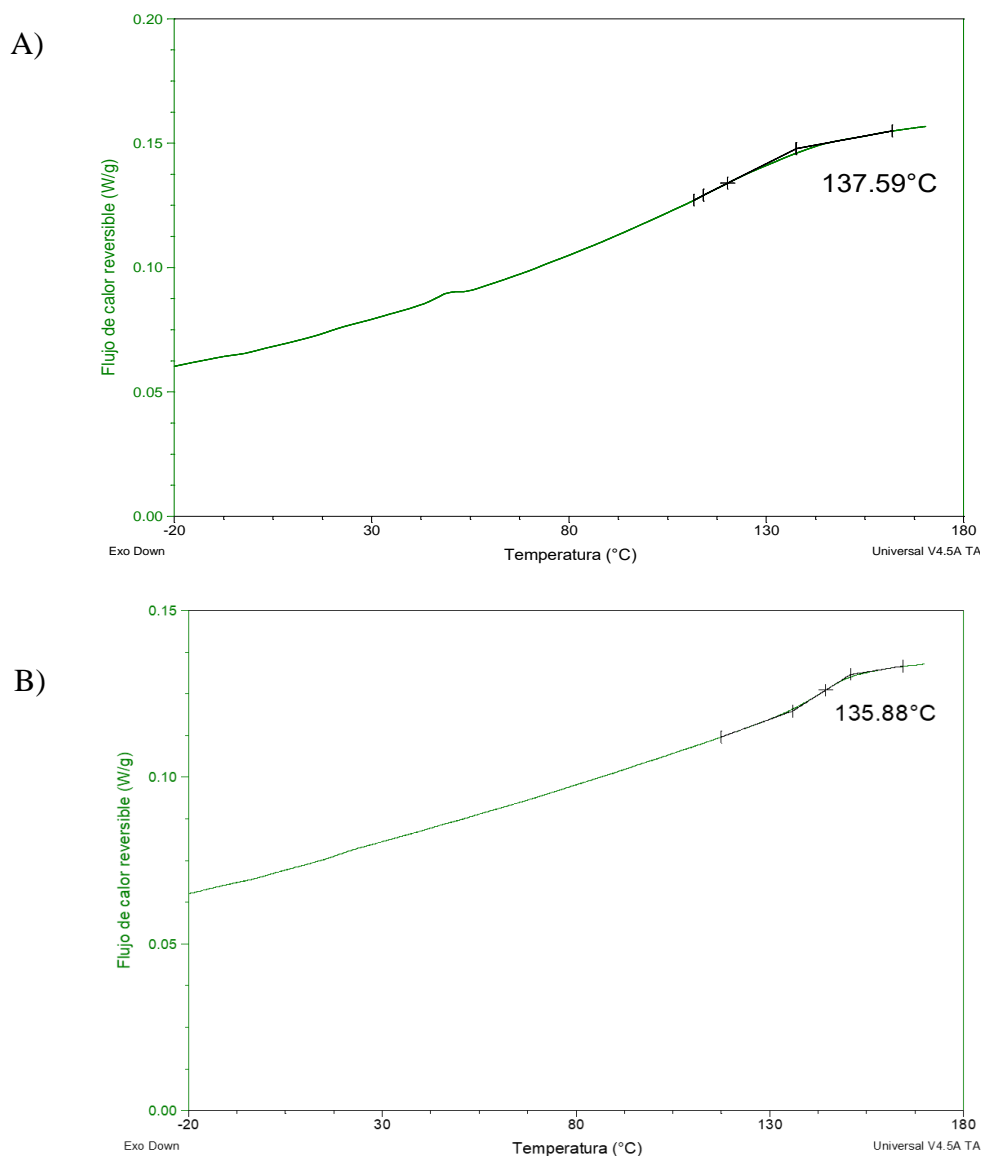 A)
0.20
0.15
0.10
0.05
0.00
Flujo de calor reversible (W/g)
137.59°C
-20
30
80
130
180
Exo Down
Temperatura (°C)
Universal V4.5A TA
B)
0.15
0.10
0.05
0.00
Flujo de calor reversible (W/g)
135.88°C
-20
30
80
130
180
Exo Down
Temperatura (°C)
Universal V4.5A TA